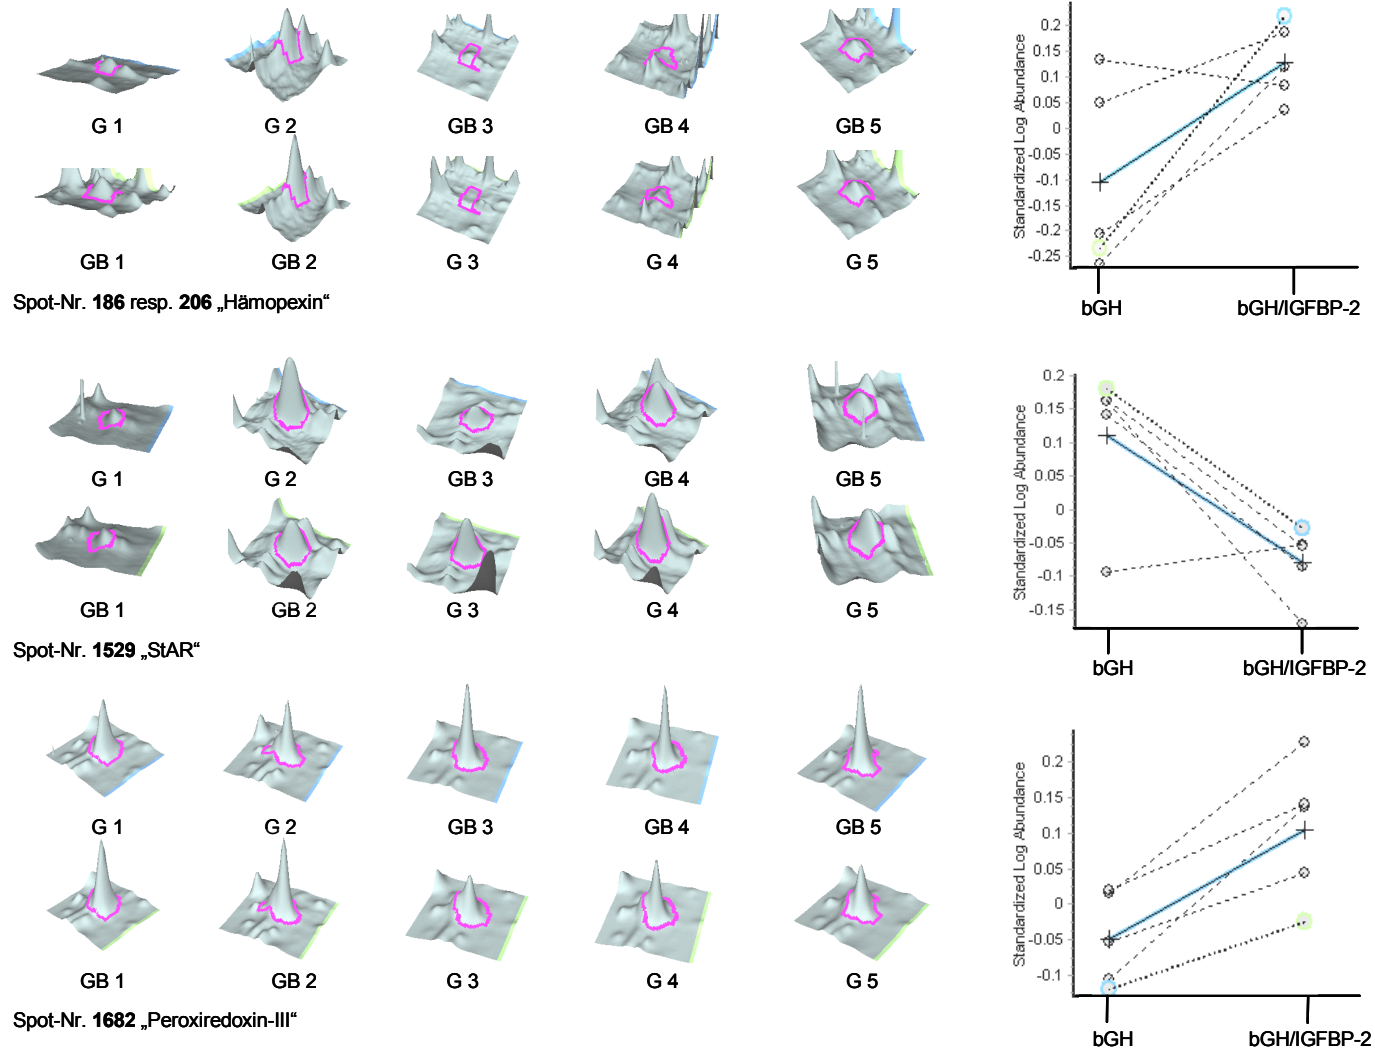 G 1 G 2 GB 3 GB 4 GB 5
GB 1 GB 2 G 3 G 4 G 5
Spot-Nr. 186 resp. 206 „Hämopexin“
Standardized Log Abundance
0.2
0.15
0.1
0.05
0
-0.05
-0.1
-0.15
-0.2
-0.25
bGH bGH/IGFBP-2
G 1 G 2 GB 3 GB 4 GB 5
GB 1 GB 2 G 3 G 4 G 5
Spot-Nr. 1529 „StAR“
Standardized Log Abundance
0.2
0.15
0.1
0.05
0
-0.05
-0.1
-0.15
bGH bGH/IGFBP-2
G 1 G 2 GB 3 GB 4 GB 5
GB 1 GB 2 G 3 G 4 G 5
Spot-Nr. 1682 „Peroxiredoxin-III“
Standardized Log Abundance
0.2
0.15
0.1
0.05
0
-0.05
-0.1
bGH bGH/IGFBP-2